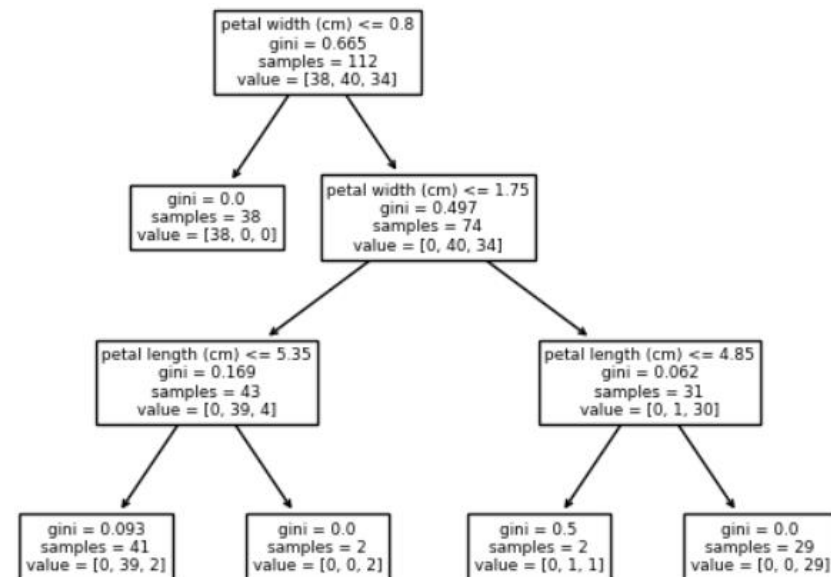 petal width (cm) <= 0.8
gini = 0.665
samples = 112
value = [38, 40, 34]
gini = 0.0
samples = 38
value = [38, 0, 0]
petal width (cm) <= 1.75
gini = 0.497
samples = 74
value = [0, 40, 34]
petal length (cm) <= 5.35
gini = 0.169
samples = 43
value = [0, 39, 4]
petal length (cm) <= 4.85
gini = 0.062
samples = 31
value = [0, 1, 30]
gini = 0.093
samples = 41
value = [0, 39, 2]
gini = 0.0
samples = 2
value = [0, 0, 2]
gini = 0.5
samples = 2
value = [0, 1, 1]
gini = 0.0
samples = 29
value = [0, 0, 29]